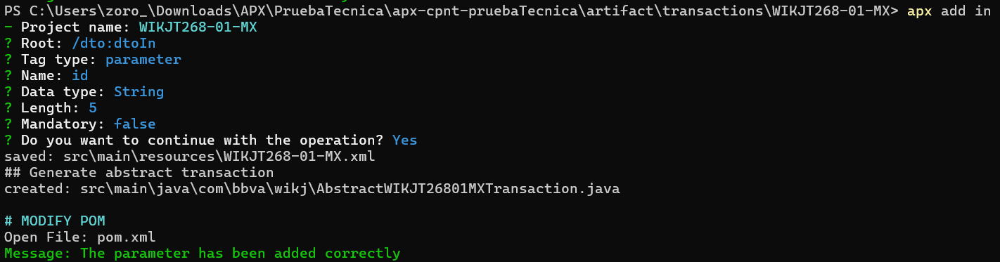 PS C:\Users\zoro_\Downloads\APX\PruebaTecnica\apx-cpnt-pruebaTecnica\artifact\transactions\WIKJT268-01-MX> apx add in
- Project name: WIKJT268-01-MX
? Root: /dto:dtoIn
? Tag type: parameter
? Name: id
? Data type: String
? Length: 5
? Mandatory: false
? Do you want to continue with the operation? Yes
saved: src\main\resources\WIKJT268-01-MX.xml
## Generate abstract transaction
created: src\main\java\com\bbva\wikj\AbstractWIKJT26801MXTransaction.java
# MODIFY POM
Open File: pom.xml
Message: The parameter has been added correctly